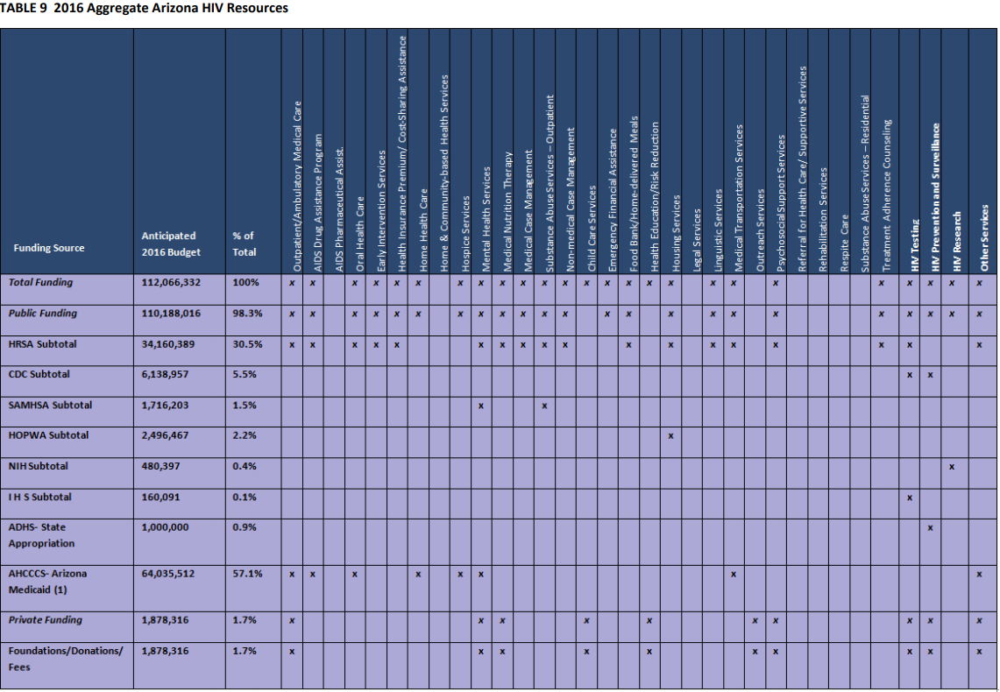 TABLE 9  2016 Aggregate Arizona HIV Resources
Funding Source
Anticipated
2016 Budget
% of
Total
Outpatient/Ambulatory Medical Care
AIDS Drug Assistance Program
AIDS Pharmaceutical Assist.
Oral Health Care
Early Intervention Services
Health Insurance Premium/ Cost-Sharing Assistance
Home Health Care
Home & Community-based Health Services
Hospice Services
Mental Health Services
Medical Nutrition Therapy
Medical Case Management
Substance Abuse Services – Outpatient
Non-medical Case Management
Child Care Services
Emergency Financial Assistance
Food Bank/Home-delivered Meals
Health Education/Risk Reduction
Housing Services
Legal Services
Linguistic Services
Medical Transportation Services
Outreach Services
Psychosocial Support Services
Referral for Health Care/ Supportive Services
Rehabilitation Services
Respite Care
Substance Abuse Services – Residential
Treatment Adherence Counseling
HIV Testing
HIV Prevention and Surveillance
HIV Research
Other Services
Total Funding 112,066,332 100% x x x x x x x x x x x x x x x x x x x x x x x x x
Public Funding 110,188,016 98.3% x x x x x x x x x x x x x x x x x x x x x x x
HRSA Subtotal 34,160,389 30.5% x x x x x x x x x x x x x x x x x x
CDC Subtotal 6,138,957 5.5% x x
SAMHSA Subtotal 1,716,203 1.5% x x
HOPWA Subtotal 2,496,467 2.2% x
NIH Subtotal 480,397 0.4% x
I H S Subtotal 160,091 0.1% x
ADHS- State 1,000,000 0.9% x
Appropriation
AHCCCS- Arizona 64,035,512 57.1% x x x x x x x x
Medicaid (1)
Private Funding 1,878,316 1.7% x x x x x x x x x x
Foundations/Donations/ 1,878,316 1.7% x x x x x x x x x x
Fees